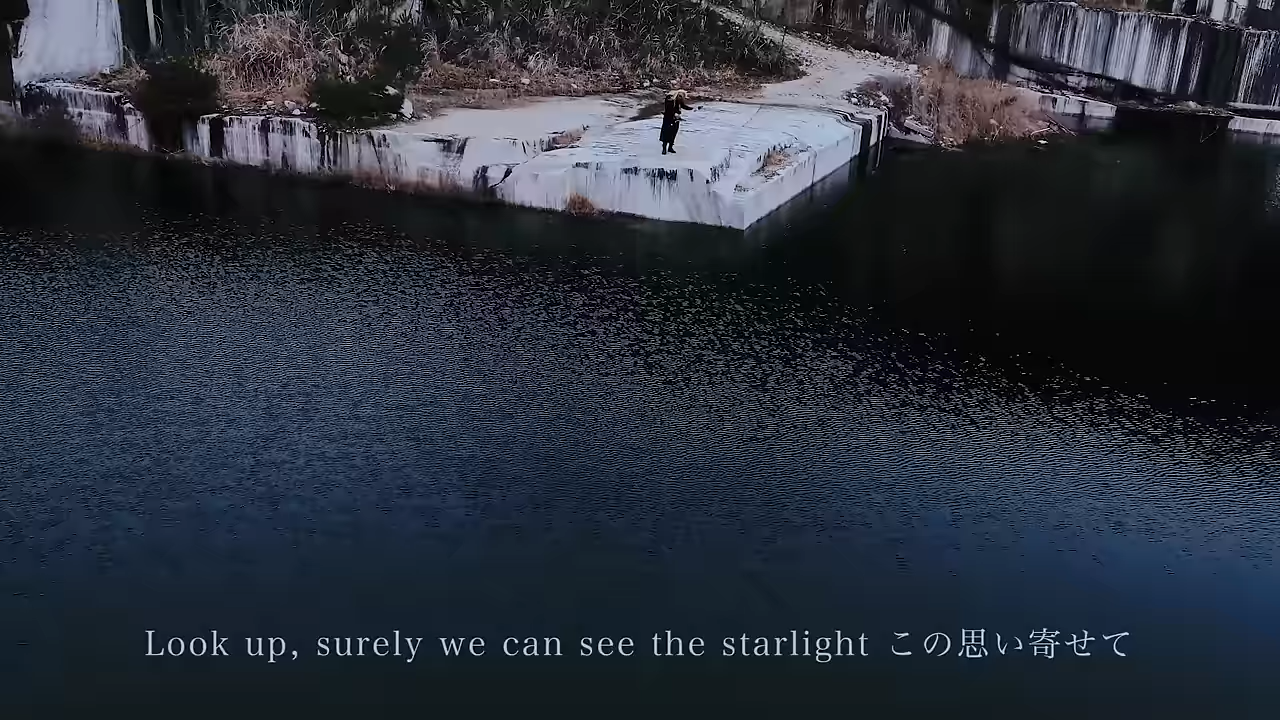 Look up, surely we can see the starlight この思い寄せて